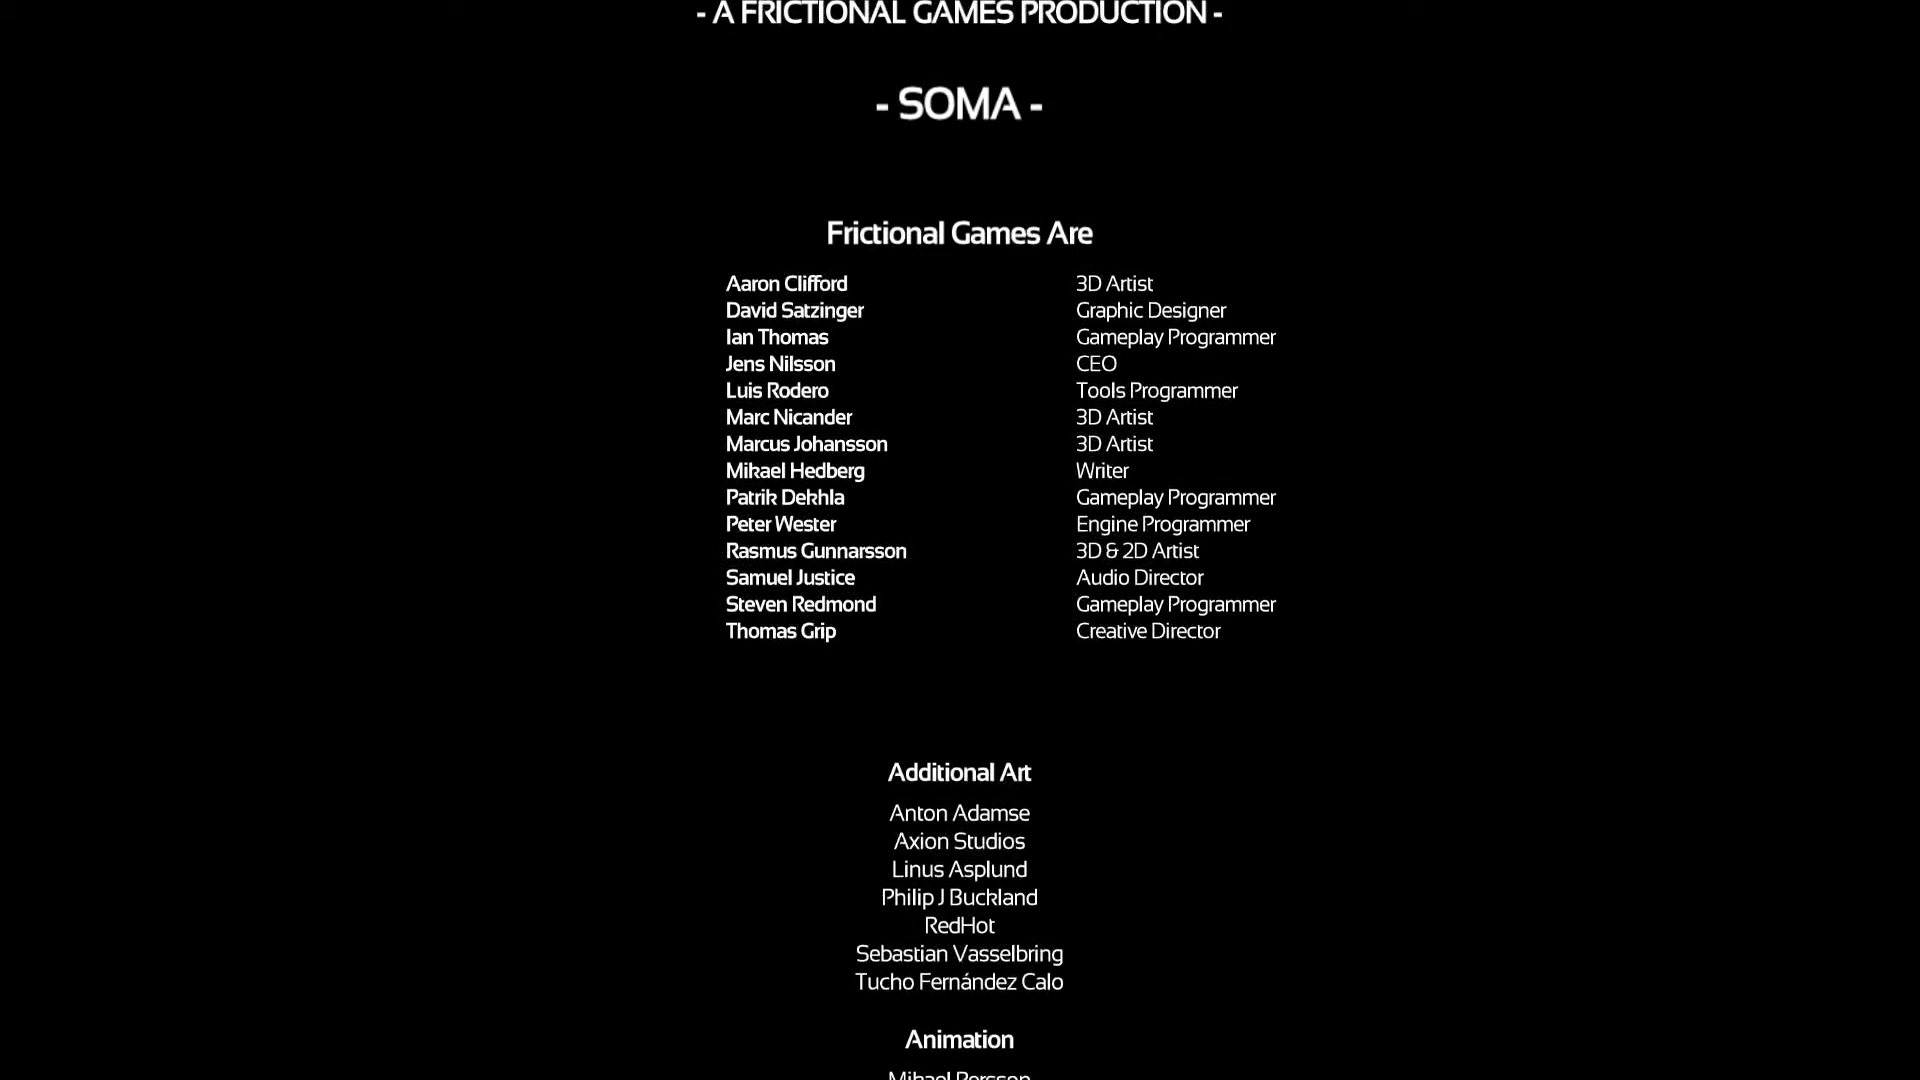 - A FRICTIONAL GAMES PRODUCTION -
- SOMA -
Frictional Games Are
Aaron Clifford 3D Artist
David Satzinger Graphic Designer
Ian Thomas Gameplay Programmer
Jens Nilsson CEO
Luis Rodero Tools Programmer
Marc Nicander 3D Artist
Marcus Johansson 3D Artist
Mikael Hedberg Writer
Patrik Dekhla Gameplay Programmer
Peter Wester Engine Programmer
Rasmus Gunnarsson 3D & 2D Artist
Samuel Justice Audio Director
Steven Redmond Gameplay Programmer
Thomas Grip Creative Director
Additional Art
Anton Adamse
Axion Studios
Linus Asplund
Philip J Buckland
RedHot
Sebastian Vasselbring
Tucho Fernández Calo
Animation
Mihael Persson